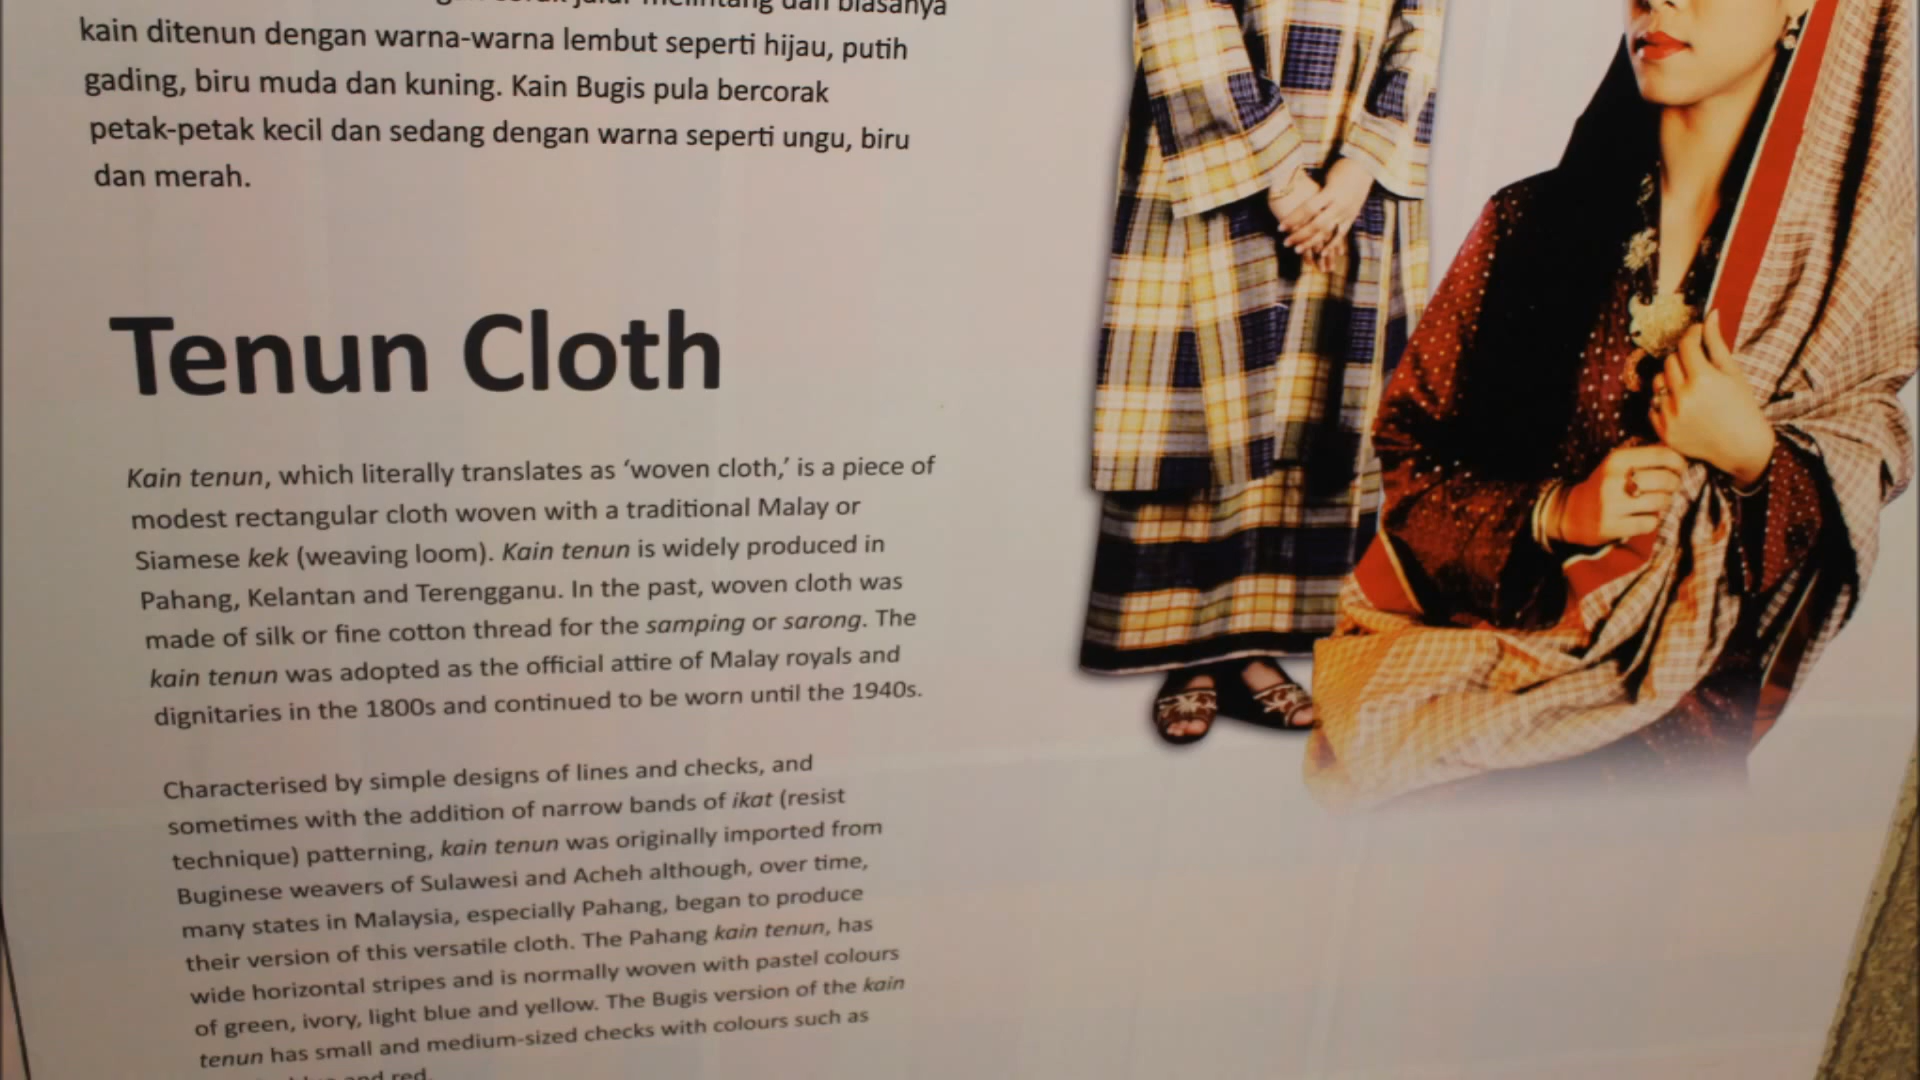 dan biasanya
kain ditenun dengan warna-warna lembut seperti hijau, putih
gading, biru muda dan kuning. Kain Bugis pula bercorak
petak-petak kecil dan sedang dengan warna seperti ungu, biru
dan merah.
Tenun Cloth
Kain tenun, which literally translates as ‘woven cloth,’ is a piece of
modest rectangular cloth woven with a traditional Malay or
Siamese kek (weaving loom). Kain tenun is widely produced in
Pahang, Kelantan and Terengganu. In the past, woven cloth was
made of silk or fine cotton thread for the samping or sarong. The
kain tenun was adopted as the official attire of Malay royals and
dignitaries in the 1800s and continued to be worn until the 1940s.
Characterised by simple designs of lines and checks, and
sometimes with the addition of narrow bands of ikat (resist
technique) patterning, kain tenun was originally imported from
Buginese weavers of Sulawesi and Acheh although, over time,
many states in Malaysia, especially Pahang, began to produce
their version of this versatile cloth. The Pahang kain tenun, has
wide horizontal stripes and is normally woven with pastel colours
of green, ivory, light blue and yellow. The Bugis version of the kain
tenun has small and medium-sized checks with colours such as
and red.